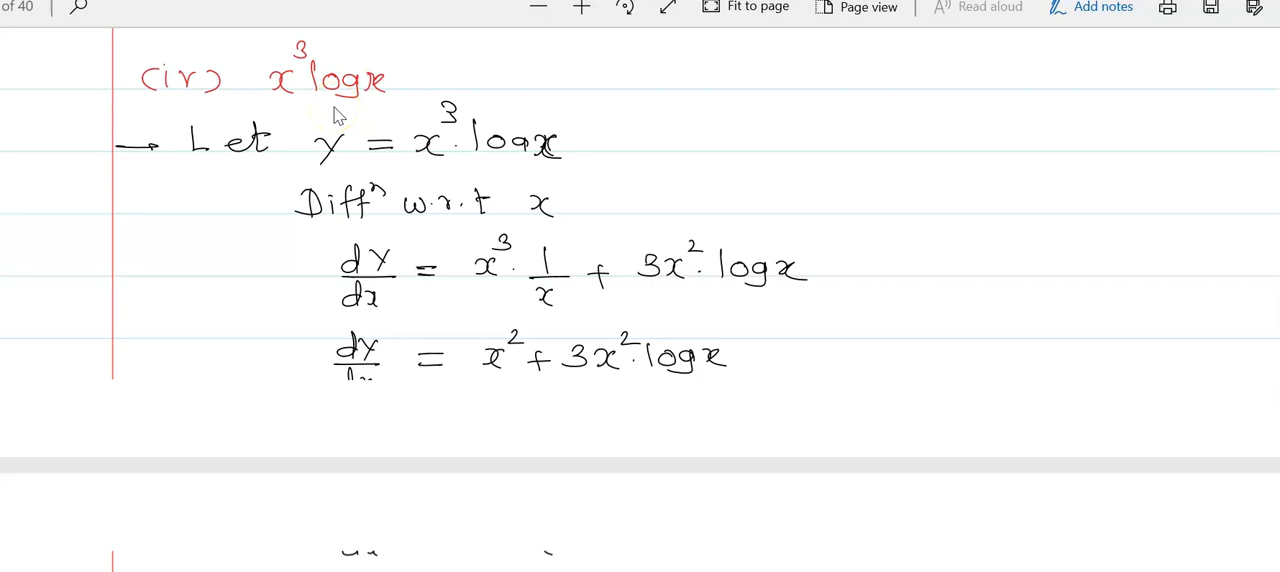 of 40 Fit to page Page view A Read aloud Add notes
(iv) x³logx
→ Let y = x³·logx
Diffⁿ w.r.t x
dy/dx = x³·1/x + 3x²·logx
dy/dx = x² + 3x²·logx